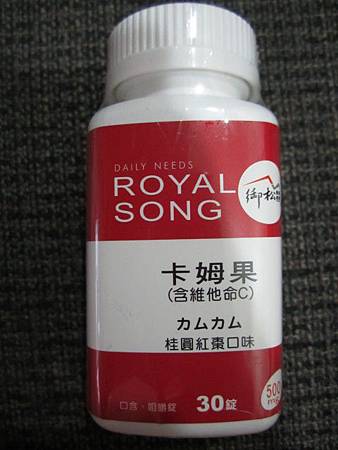 DAILY NEEDS
ROYAL
SONG
御松
卡姆果
(含維他命C)
カムカム
桂圓紅棗口味
口含、咀嚼錠
30錠
500